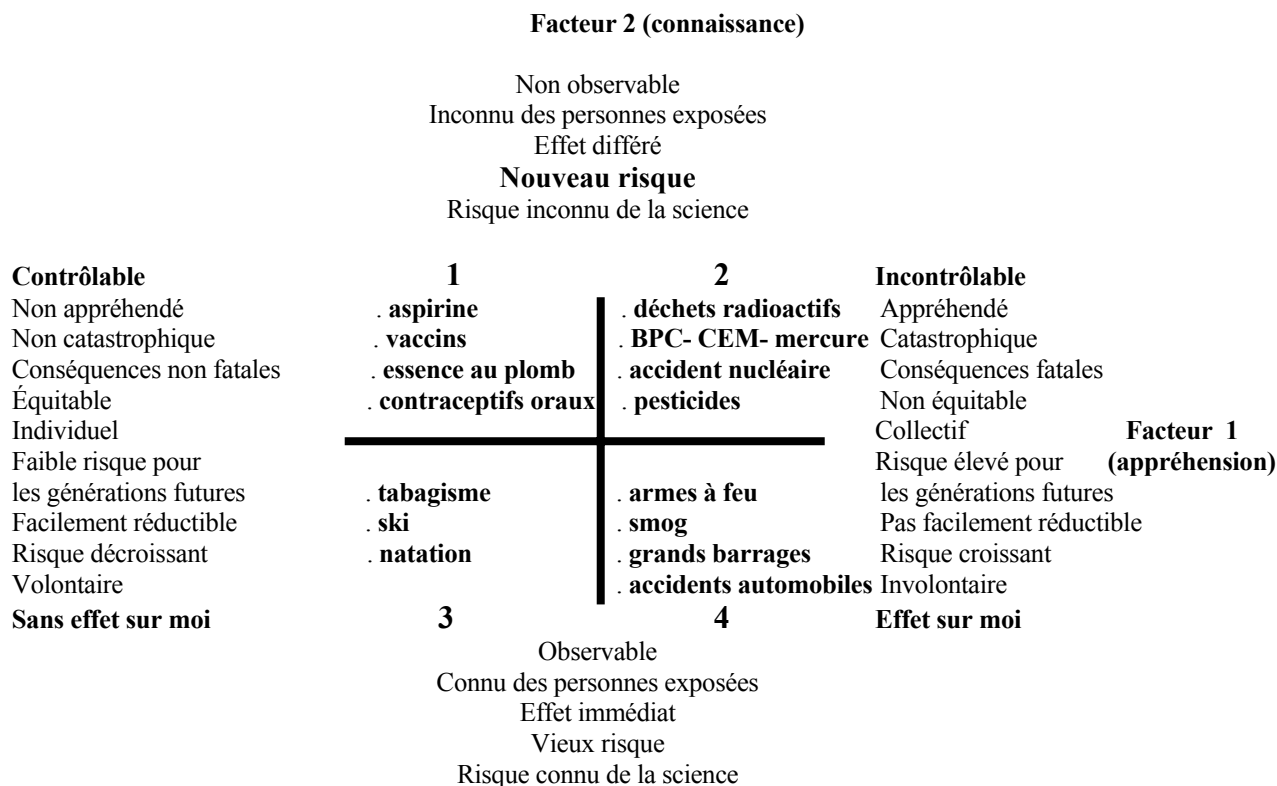 Facteur 2 (connaissance)
Non observable
Inconnu des personnes exposées
Effet différé
Nouveau risque
Risque inconnu de la science
Contrôlable 1 2 Incontrôlable
Non appréhendé . aspirine . déchets radioactifs Appréhendé
Non catastrophique . vaccins . BPC- CEM- mercure Catastrophique
Conséquences non fatales . essence au plomb . accident nucléaire Conséquences fatales
Équitable . contraceptifs oraux . pesticides Non équitable
Individuel Collectif Facteur 1
Faible risque pour Risque élevé pour (appréhension)
les générations futures . tabagisme . armes à feu les générations futures
Facilement réductible . ski . smog Pas facilement réductible
Risque décroissant . natation . grands barrages Risque croissant
Volontaire . accidents automobiles Involontaire
Sans effet sur moi 3 4 Effet sur moi
Observable
Connu des personnes exposées
Effet immédiat
Vieux risque
Risque connu de la science